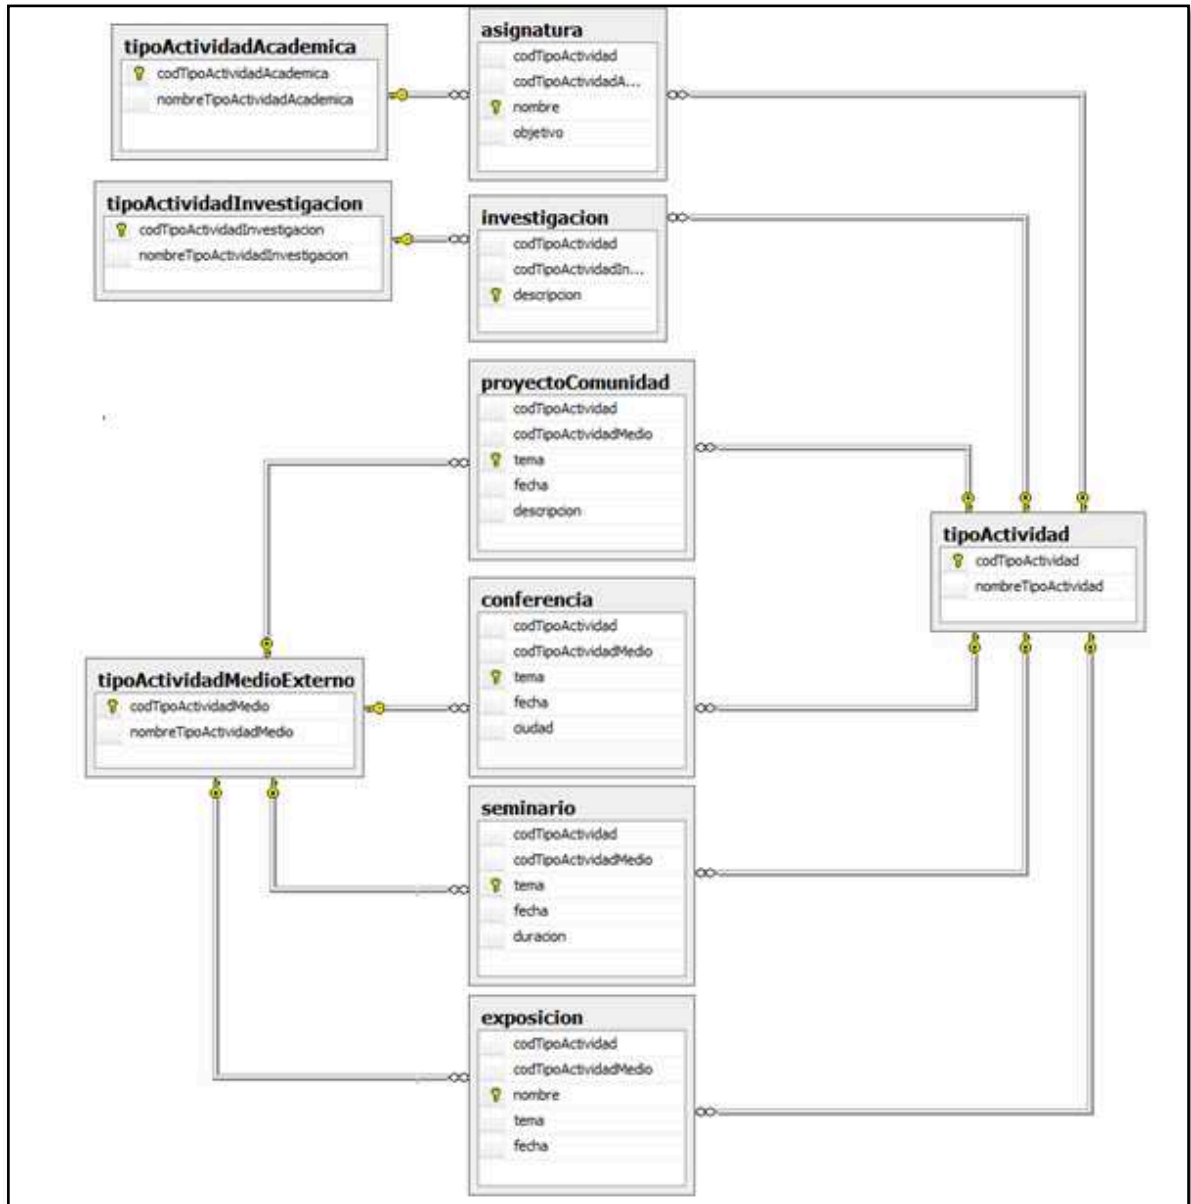 tipoActividadAcademica
codTipoActividadAcademica
nombreTipoActividadAcademica
asignatura
codTipoActividad
codTipoActividadA...
nombre
objetivo
tipoActividadInvestigacion
codTipoActividadInvestigacion
nombreTipoActividadInvestigacion
investigacion
codTipoActividad
codTipoActividadIn...
descripcion
proyectoComunidad
codTipoActividad
codTipoActividadMedio
tema
fecha
descripcion
tipoActividad
codTipoActividad
nombreTipoActividad
conferencia
codTipoActividad
codTipoActividadMedio
tema
fecha
ciudad
tipoActividadMedioExterno
codTipoActividadMedio
nombreTipoActividadMedio
seminario
codTipoActividad
codTipoActividadMedio
tema
fecha
duracion
exposicion
codTipoActividad
codTipoActividadMedio
nombre
tema
fecha